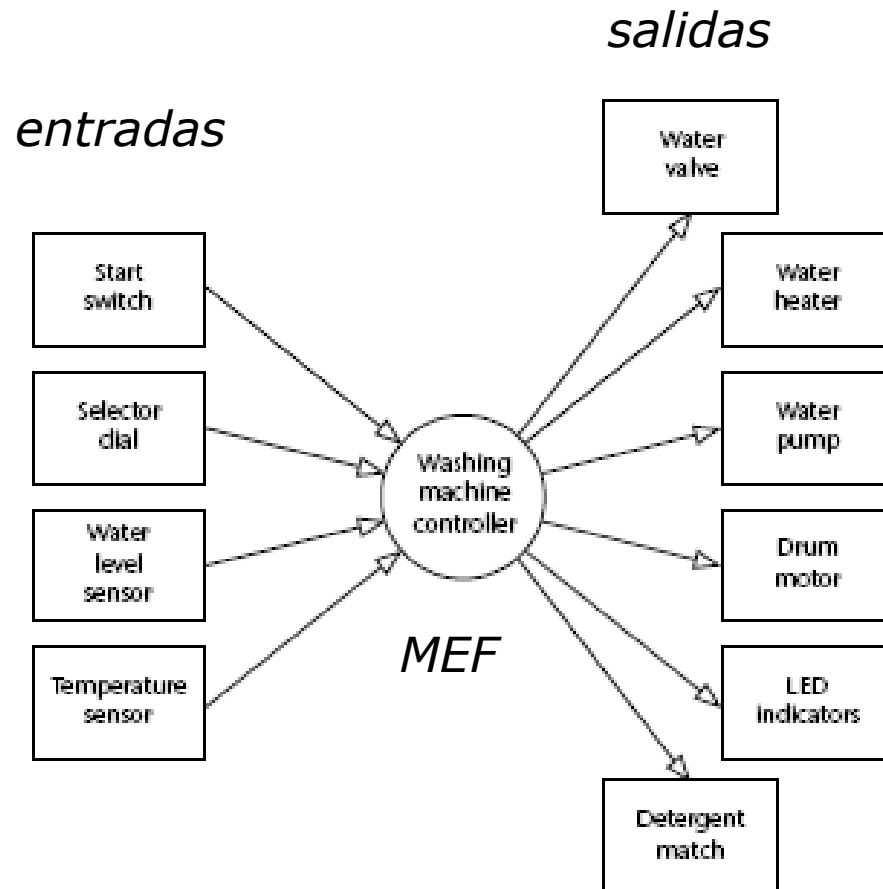 salidas
entradas
Water
valve
Start
switch
Water
heater
Selector
dial
Water
pump
Washing
machine
controller
Water
level
sensor
Drum
motor
MEF
Temperature
sensor
LED
indicators
Detergent
match